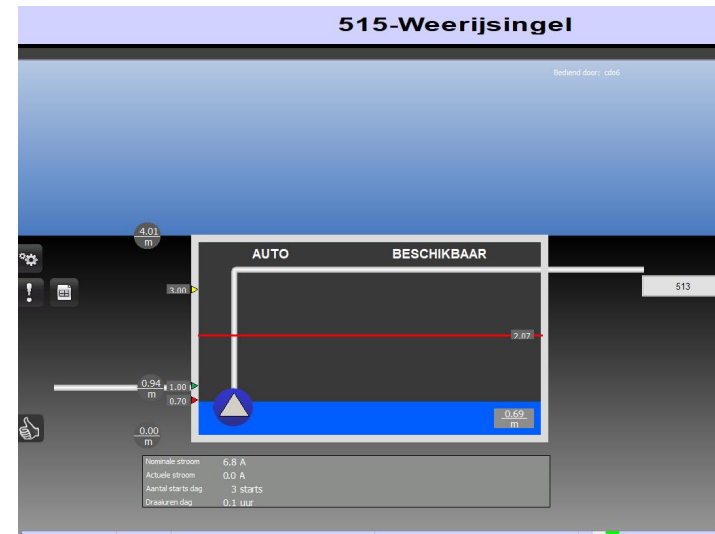 515-Weerijsingel
Bediend door: cdo6
4.01
m
AUTO BESCHIKBAAR
513
3.00
2.07
0.94
m
1.00
0.70
0.69
m
0.00
m
Nominale stroom 6.8 A
Actuele stroom 0.0 A
Aantal starts dag 3 starts
Draaiuren dag 0.1 uur